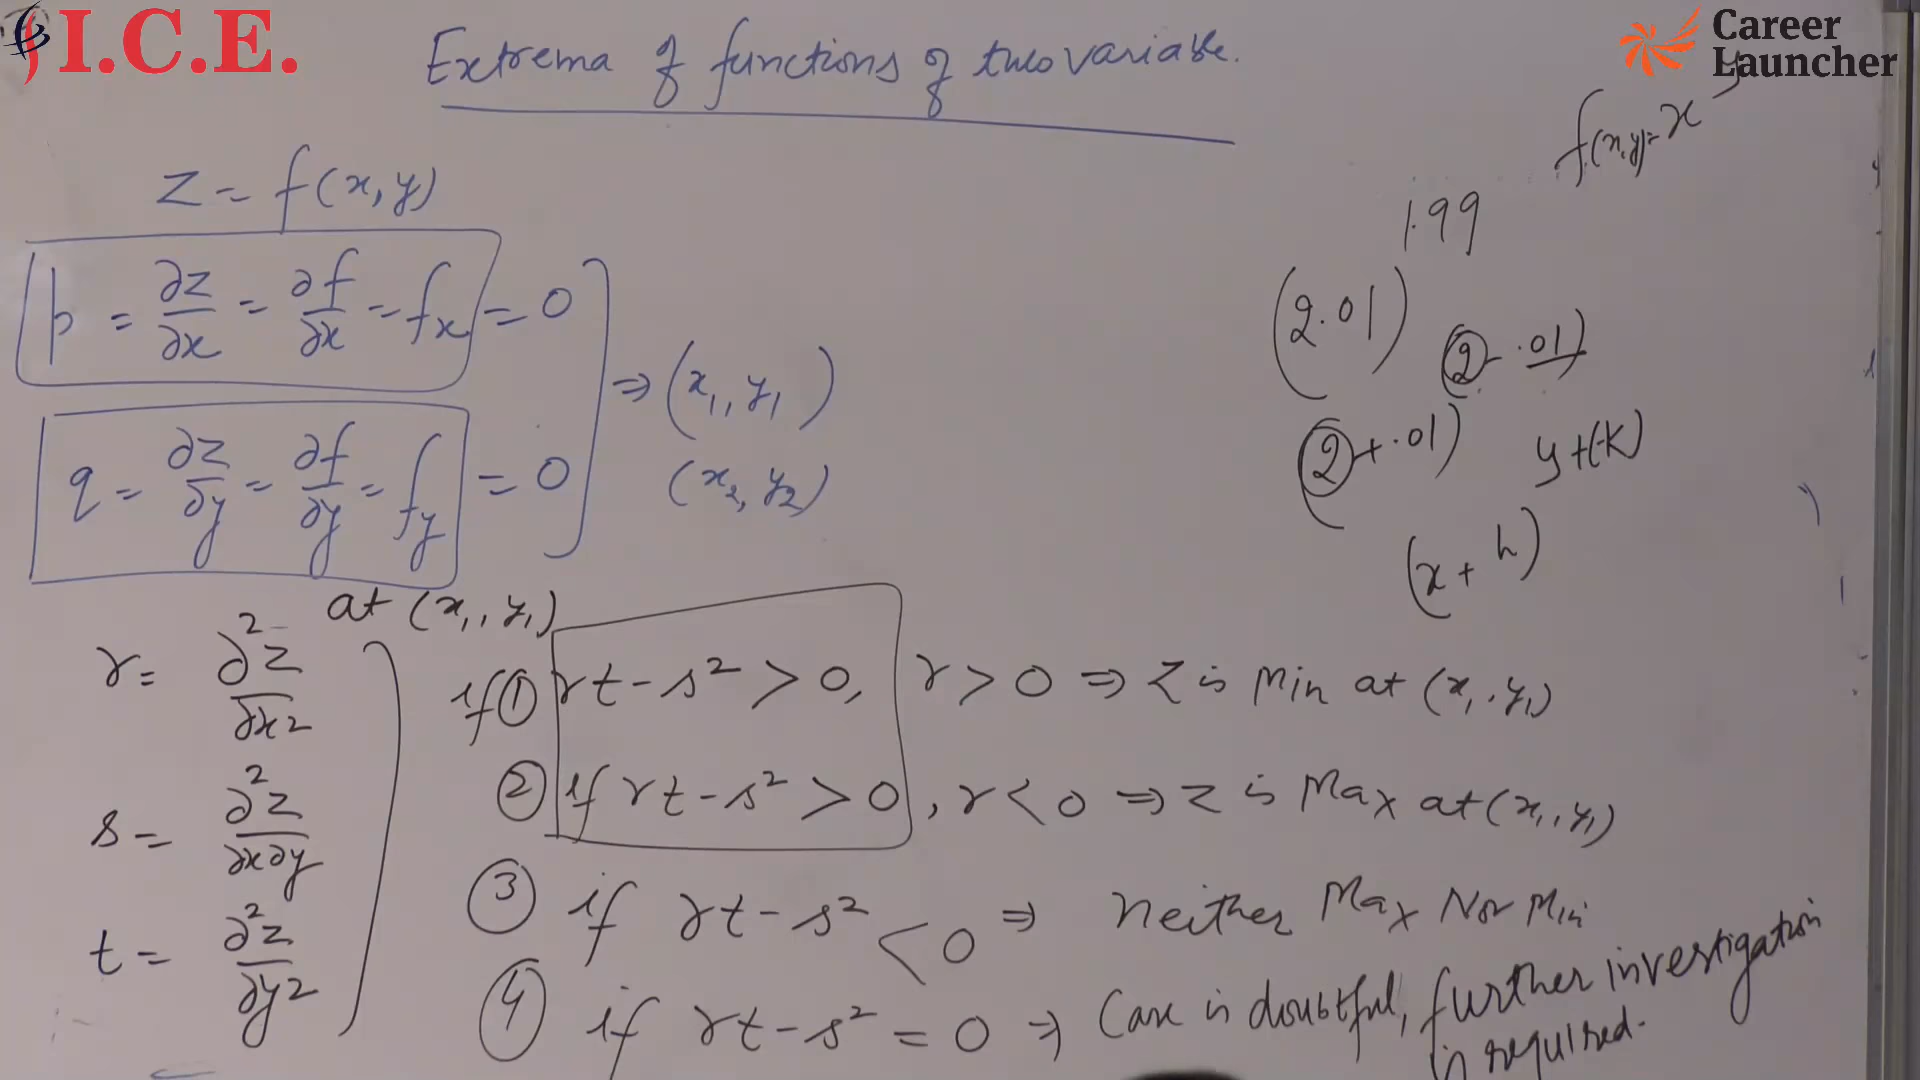 I.C.E.
Career
Launcher
Extrema of functions of two variable.
f(x,y)=x^y
z = f(x,y)
1.99
p = ∂z/∂x = ∂f/∂x = fx = 0
(2.01)
2 - .01)
⇒ (x₁, y₁)
(2 + .01)
y+(-k)
q = ∂z/∂y = ∂f/∂y = fy = 0
(x₂, y₂)
(x + h)
at (x₁, y₁)
r = ∂²z/∂x²
if ① rt - s² > 0, r > 0 ⇒ z is Min at (x₁, y₁)
s = ∂²z/∂x∂y
② if rt - s² > 0, r < 0 ⇒ z is Max at (x₁, y₁)
③ if rt - s² < 0 ⇒ neither Max Nor Min
t = ∂²z/∂y²
④ if rt - s² = 0 ⇒ Case is doubtful, further investigation
is required.